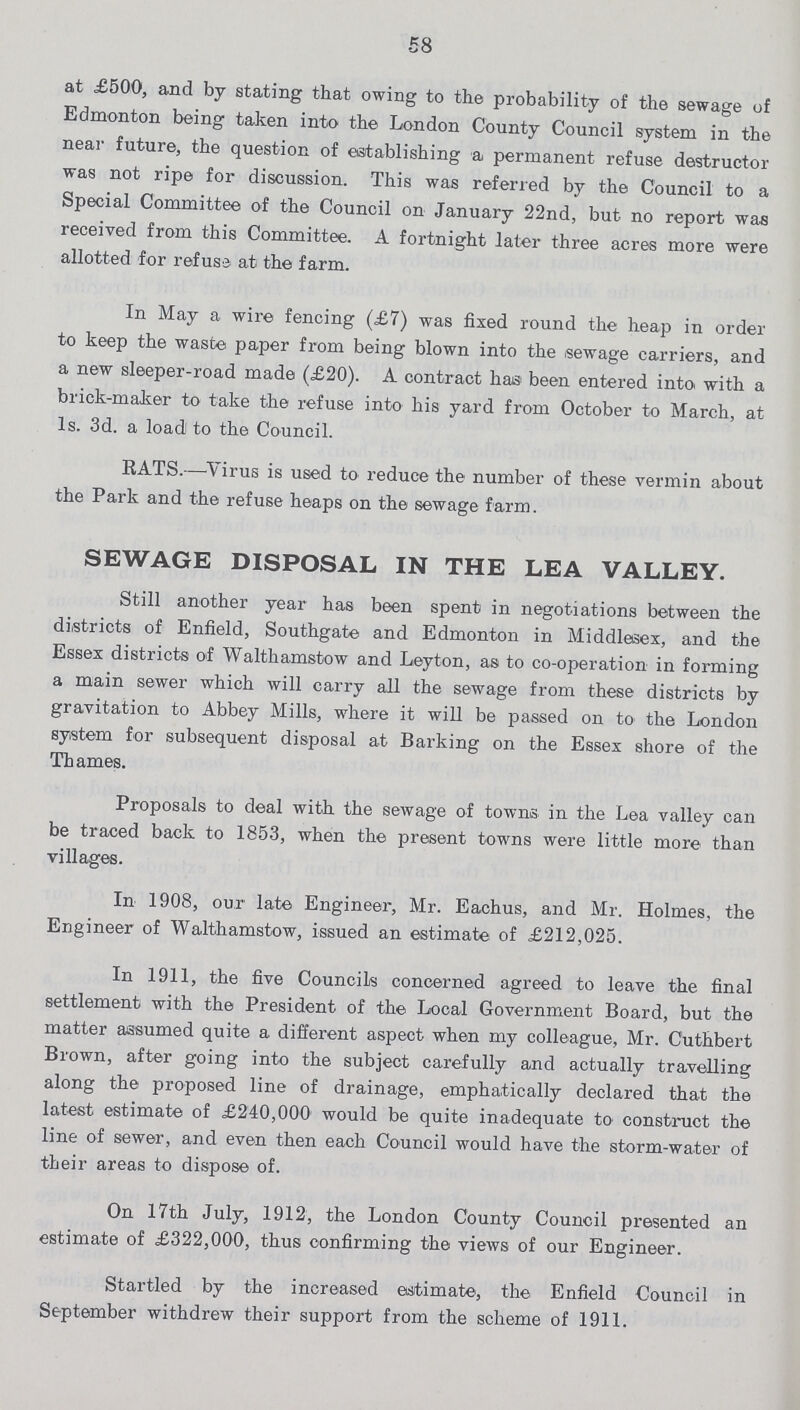 58
at £500, and by stating that owing to the probability of the sewage of
Edmonton being taken into the London County Council system in the
near future, the question of establishing a permanent refuse destructor
was not ripe for discussion. This was referred by the Council to a
Special Committee of the Council on January 22nd, but no report was
received from this Committee. A fortnight later three acres more were
allotted for refuse at the farm.
In May a wire fencing (£7) was fixed round the heap in order
to keep the waste paper from being blown into the sewage carriers, and
a new sleeper-road made (£20). A contract has been entered into with a
brick-maker to take the refuse into his yard from October to March, at
1s. 3d. a load to the Council.
RATS.—Virus is used to reduce the number of these vermin about
the Park and the refuse heaps on the sewage farm.
SEWAGE DISPOSAL IN THE LEA VALLEY.
Still another year has been spent in negotiations between the
districts of Enfield, Southgate and Edmonton in Middlesex, and the
Essex districts of Walthamstow and Leyton, as to co-operation in forming
a main sewer which will carry all the sewage from these districts by
gravitation to Abbey Mills, where it will be passed on to the London
system for subsequent disposal at Barking on the Essex shore of the
Thames.
Proposals to deal with the sewage of towns in the Lea valley can
be traced back to 1853, when the present towns were little more than
villages.
In 1908, our late Engineer, Mr. Eachus, and Mr. Holmes, the
Engineer of Walthamstow, issued an estimate of £212,025.
In 1911, the five Councils concerned agreed to leave the final
settlement with the President of the Local Government Board, but the
matter assumed quite a different aspect when my colleague, Mr. Cuthbert
Brown, after going into the subject carefully and actually travelling
along the proposed line of drainage, emphatically declared that the
latest estimate of £240,000 would be quite inadequate to construct the
line of sewer, and even then each Council would have the storm-water of
their areas to dispose of.
On 17th July, 1912, the London County Council presented an
estimate of £322,000, thus confirming the views of our Engineer.
Startled by the increased estimate, the Enfield Council in
September withdrew their support from the scheme of 1911.